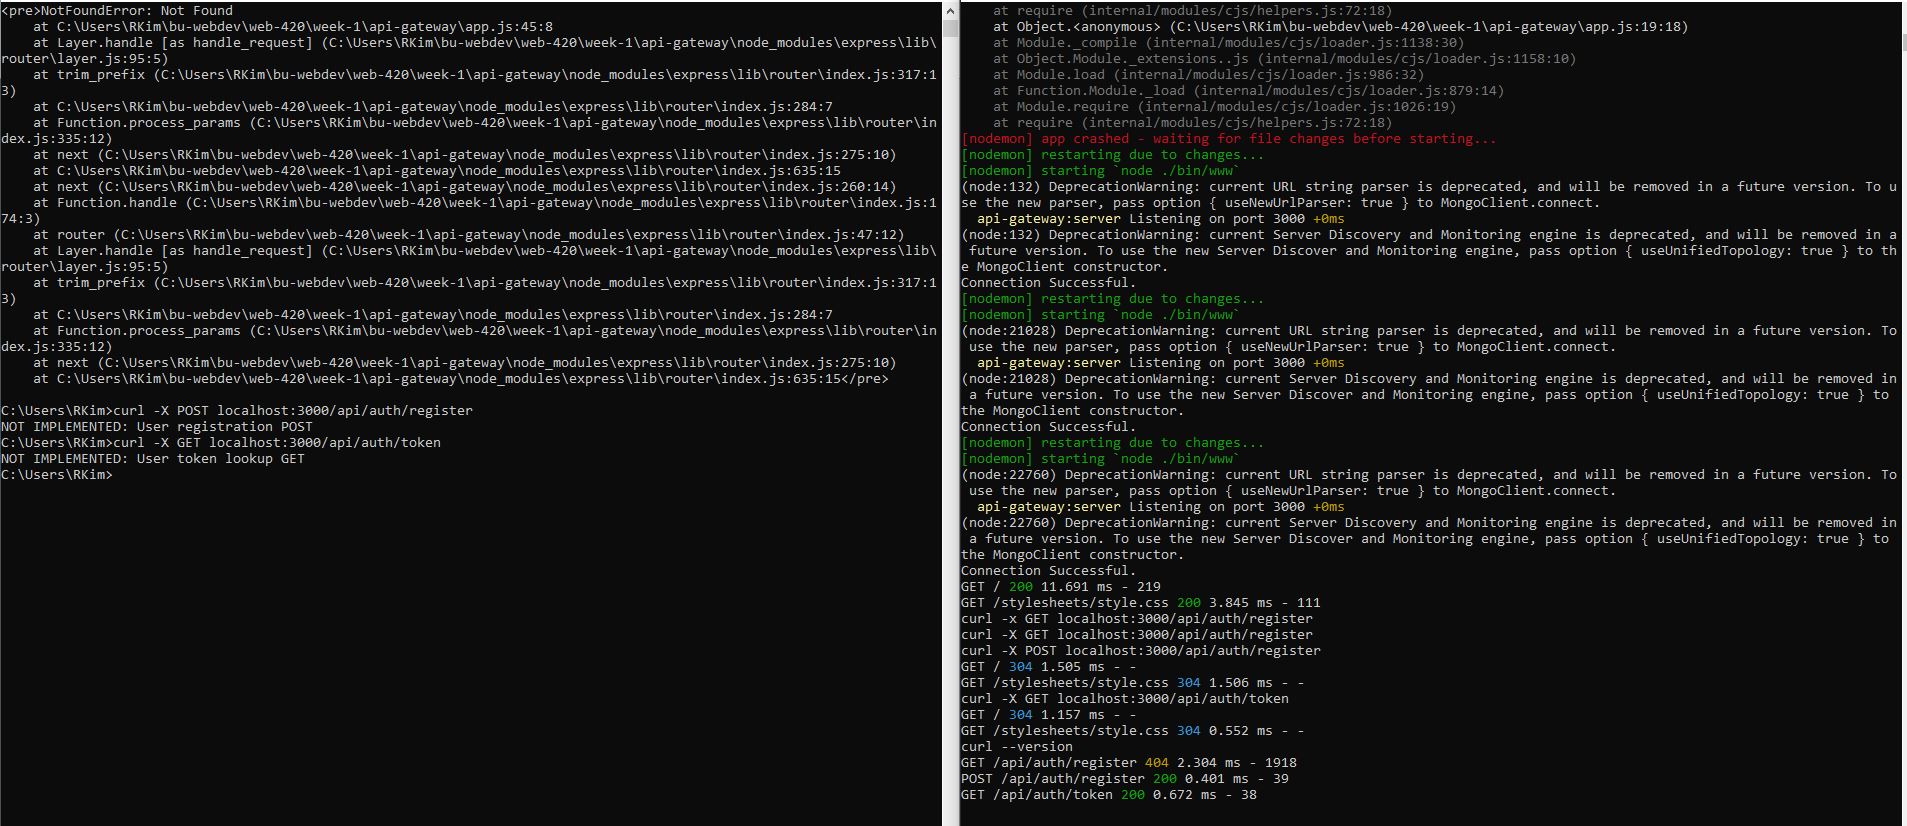 <pre>NotFoundError: Not Found
    at C:\Users\RKim\bu-webdev\web-420\week-1\api-gateway\app.js:45:8
    at Layer.handle [as handle_request] (C:\Users\RKim\bu-webdev\web-420\week-1\api-gateway\node_modules\express\lib\
router\layer.js:95:5)
    at trim_prefix (C:\Users\RKim\bu-webdev\web-420\week-1\api-gateway\node_modules\express\lib\router\index.js:317:1
3)
    at C:\Users\RKim\bu-webdev\web-420\week-1\api-gateway\node_modules\express\lib\router\index.js:284:7
    at Function.process_params (C:\Users\RKim\bu-webdev\web-420\week-1\api-gateway\node_modules\express\lib\router\in
dex.js:335:12)
    at next (C:\Users\RKim\bu-webdev\web-420\week-1\api-gateway\node_modules\express\lib\router\index.js:275:10)
    at C:\Users\RKim\bu-webdev\web-420\week-1\api-gateway\node_modules\express\lib\router\index.js:635:15
    at next (C:\Users\RKim\bu-webdev\web-420\week-1\api-gateway\node_modules\express\lib\router\index.js:260:14)
    at Function.handle (C:\Users\RKim\bu-webdev\web-420\week-1\api-gateway\node_modules\express\lib\router\index.js:1
74:3)
    at router (C:\Users\RKim\bu-webdev\web-420\week-1\api-gateway\node_modules\express\lib\router\index.js:47:12)
    at Layer.handle [as handle_request] (C:\Users\RKim\bu-webdev\web-420\week-1\api-gateway\node_modules\express\lib\
router\layer.js:95:5)
    at trim_prefix (C:\Users\RKim\bu-webdev\web-420\week-1\api-gateway\node_modules\express\lib\router\index.js:317:1
3)
    at C:\Users\RKim\bu-webdev\web-420\week-1\api-gateway\node_modules\express\lib\router\index.js:284:7
    at Function.process_params (C:\Users\RKim\bu-webdev\web-420\week-1\api-gateway\node_modules\express\lib\router\in
dex.js:335:12)
    at next (C:\Users\RKim\bu-webdev\web-420\week-1\api-gateway\node_modules\express\lib\router\index.js:275:10)
    at C:\Users\RKim\bu-webdev\web-420\week-1\api-gateway\node_modules\express\lib\router\index.js:635:15</pre>
C:\Users\RKim>curl -X POST localhost:3000/api/auth/register
NOT IMPLEMENTED: User registration POST
C:\Users\RKim>curl -X GET localhost:3000/api/auth/token
NOT IMPLEMENTED: User token lookup GET
C:\Users\RKim>
    at require (internal/modules/cjs/helpers.js:72:18)
    at Object.<anonymous> (C:\Users\RKim\bu-webdev\web-420\week-1\api-gateway\app.js:19:18)
    at Module._compile (internal/modules/cjs/loader.js:1138:30)
    at Object.Module._extensions..js (internal/modules/cjs/loader.js:1158:10)
    at Module.load (internal/modules/cjs/loader.js:986:32)
    at Function.Module._load (internal/modules/cjs/loader.js:879:14)
    at Module.require (internal/modules/cjs/loader.js:1026:19)
    at require (internal/modules/cjs/helpers.js:72:18)
[nodemon] app crashed - waiting for file changes before starting...
[nodemon] restarting due to changes...
[nodemon] starting `node ./bin/www`
(node:132) DeprecationWarning: current URL string parser is deprecated, and will be removed in a future version. To u
se the new parser, pass option { useNewUrlParser: true } to MongoClient.connect.
  api-gateway:server Listening on port 3000 +0ms
(node:132) DeprecationWarning: current Server Discovery and Monitoring engine is deprecated, and will be removed in a
 future version. To use the new Server Discover and Monitoring engine, pass option { useUnifiedTopology: true } to th
e MongoClient constructor.
Connection Successful.
[nodemon] restarting due to changes...
[nodemon] starting `node ./bin/www`
(node:21028) DeprecationWarning: current URL string parser is deprecated, and will be removed in a future version. To
 use the new parser, pass option { useNewUrlParser: true } to MongoClient.connect.
  api-gateway:server Listening on port 3000 +0ms
(node:21028) DeprecationWarning: current Server Discovery and Monitoring engine is deprecated, and will be removed in
 a future version. To use the new Server Discover and Monitoring engine, pass option { useUnifiedTopology: true } to
the MongoClient constructor.
Connection Successful.
[nodemon] restarting due to changes...
[nodemon] starting `node ./bin/www`
(node:22760) DeprecationWarning: current URL string parser is deprecated, and will be removed in a future version. To
 use the new parser, pass option { useNewUrlParser: true } to MongoClient.connect.
  api-gateway:server Listening on port 3000 +0ms
(node:22760) DeprecationWarning: current Server Discovery and Monitoring engine is deprecated, and will be removed in
 a future version. To use the new Server Discover and Monitoring engine, pass option { useUnifiedTopology: true } to
the MongoClient constructor.
Connection Successful.
GET / 200 11.691 ms - 219
GET /stylesheets/style.css 200 3.845 ms - 111
curl -x GET localhost:3000/api/auth/register
curl -X GET localhost:3000/api/auth/register
curl -X POST localhost:3000/api/auth/register
GET / 304 1.505 ms - -
GET /stylesheets/style.css 304 1.506 ms - -
curl -X GET localhost:3000/api/auth/token
GET / 304 1.157 ms - -
GET /stylesheets/style.css 304 0.552 ms - -
curl --version
GET /api/auth/register 404 2.304 ms - 1918
POST /api/auth/register 200 0.401 ms - 39
GET /api/auth/token 200 0.672 ms - 38